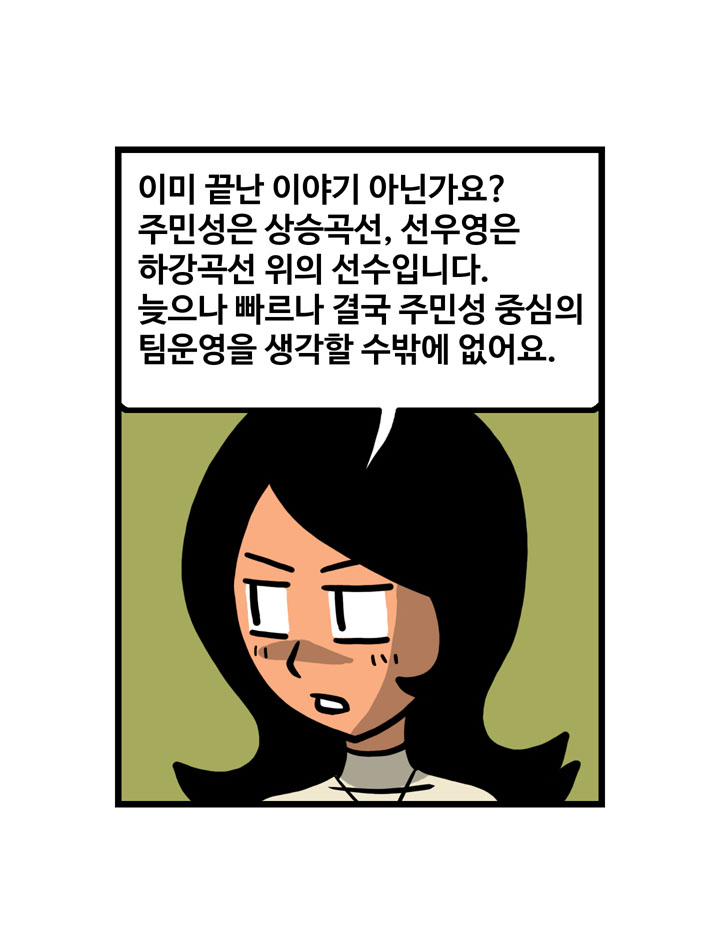 이미 끝난 이야기 아닌가요?
주민성은 상승곡선, 선우영은
하강곡선 위의 선수입니다.
늦으나 빠르나 결국 주민성 중심의
팀운영을 생각할 수밖에 없어요.